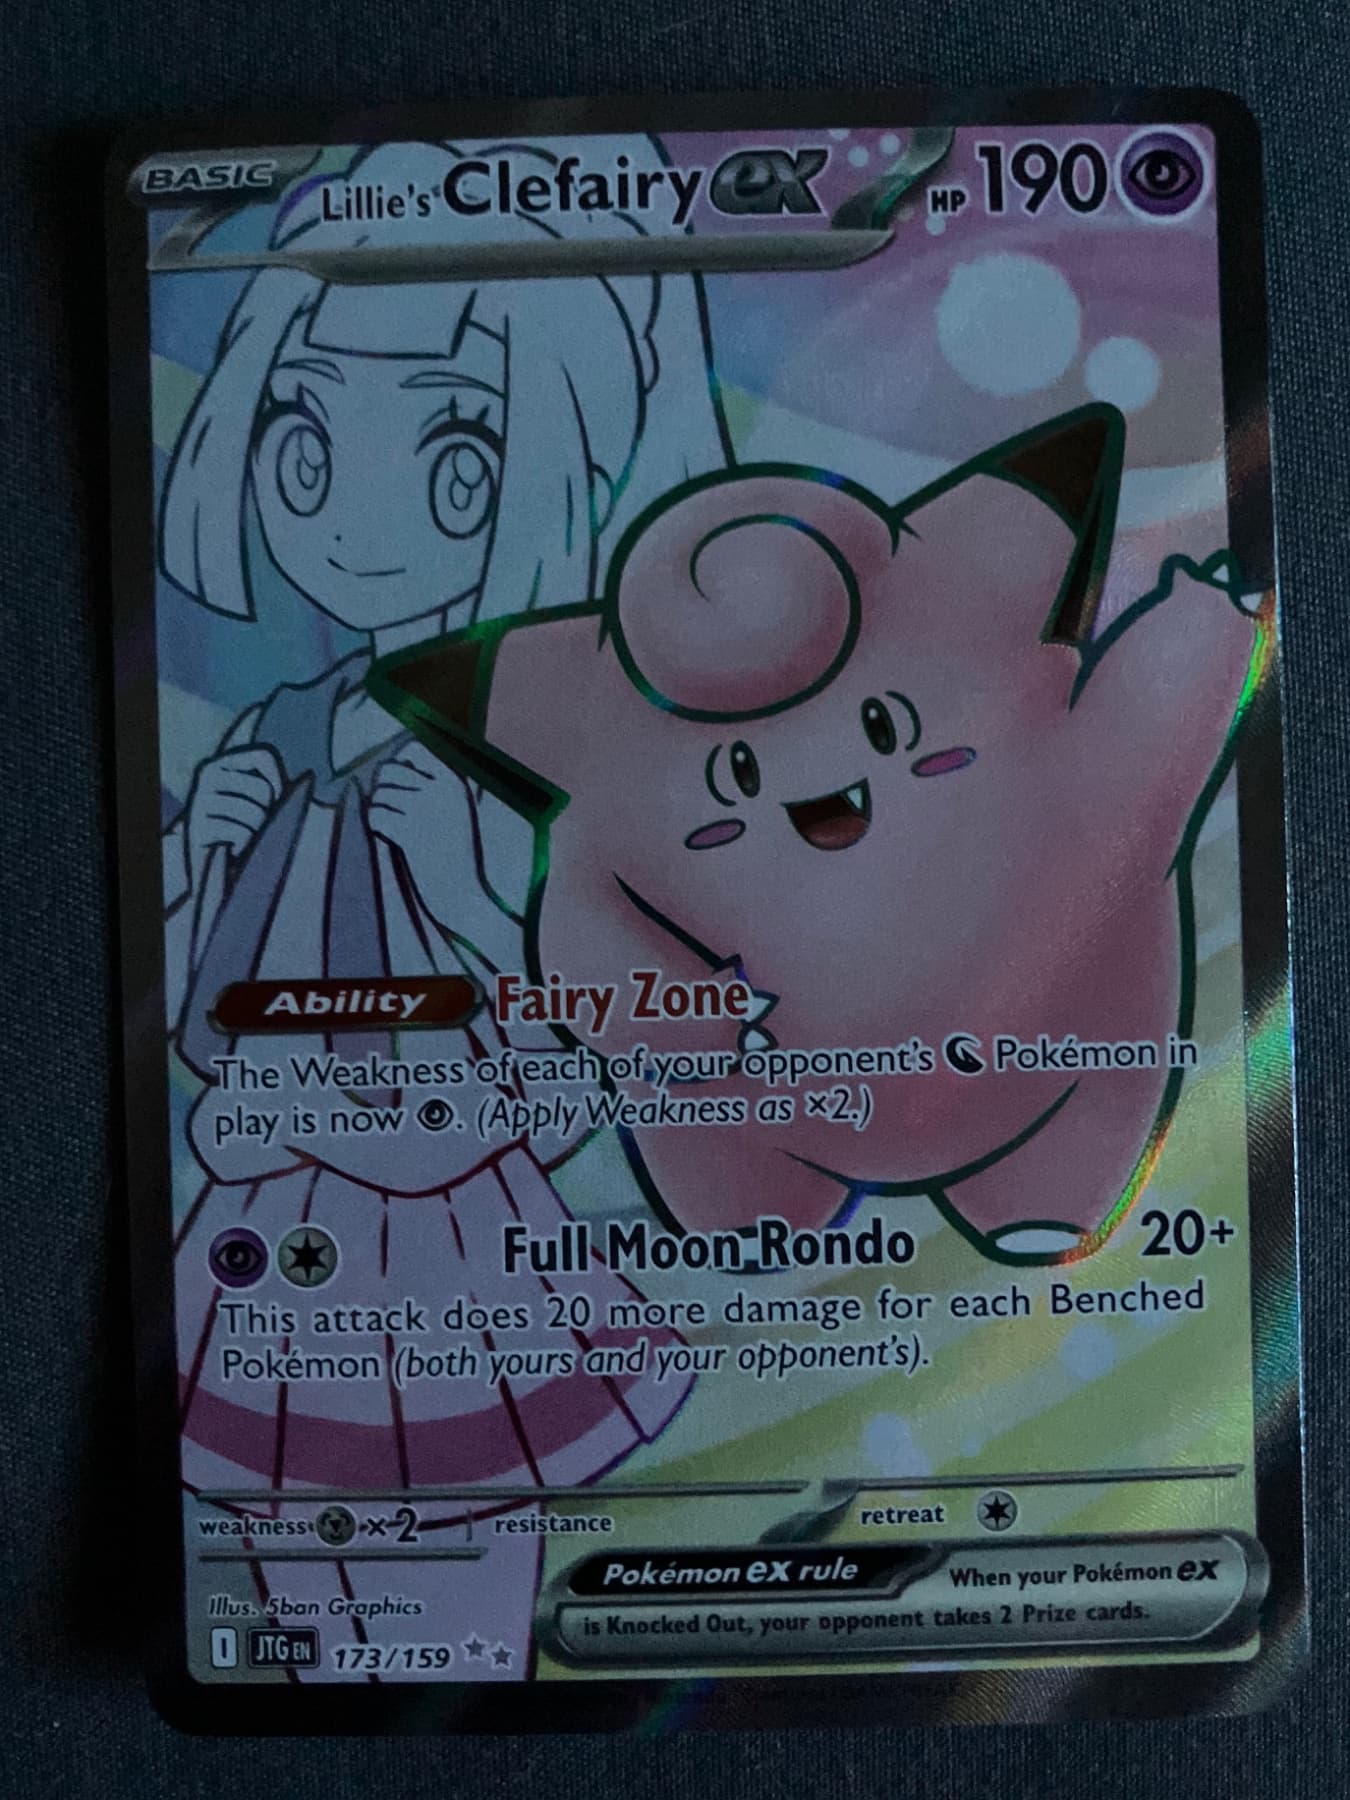 BASIC Lillie's Clefairy ex HP 190
Ability Fairy Zone
The Weakness of each of your opponent's Pokémon in
play is now . (Apply Weakness as ×2.)
Full Moon Rondo 20+
This attack does 20 more damage for each Benched
Pokémon (both yours and your opponent's).
weakness ×2 resistance retreat
Pokémon ex rule When your Pokémon ex
is Knocked Out, your opponent takes 2 Prize cards.
Illus. 5ban Graphics
I JTG EN 173/159